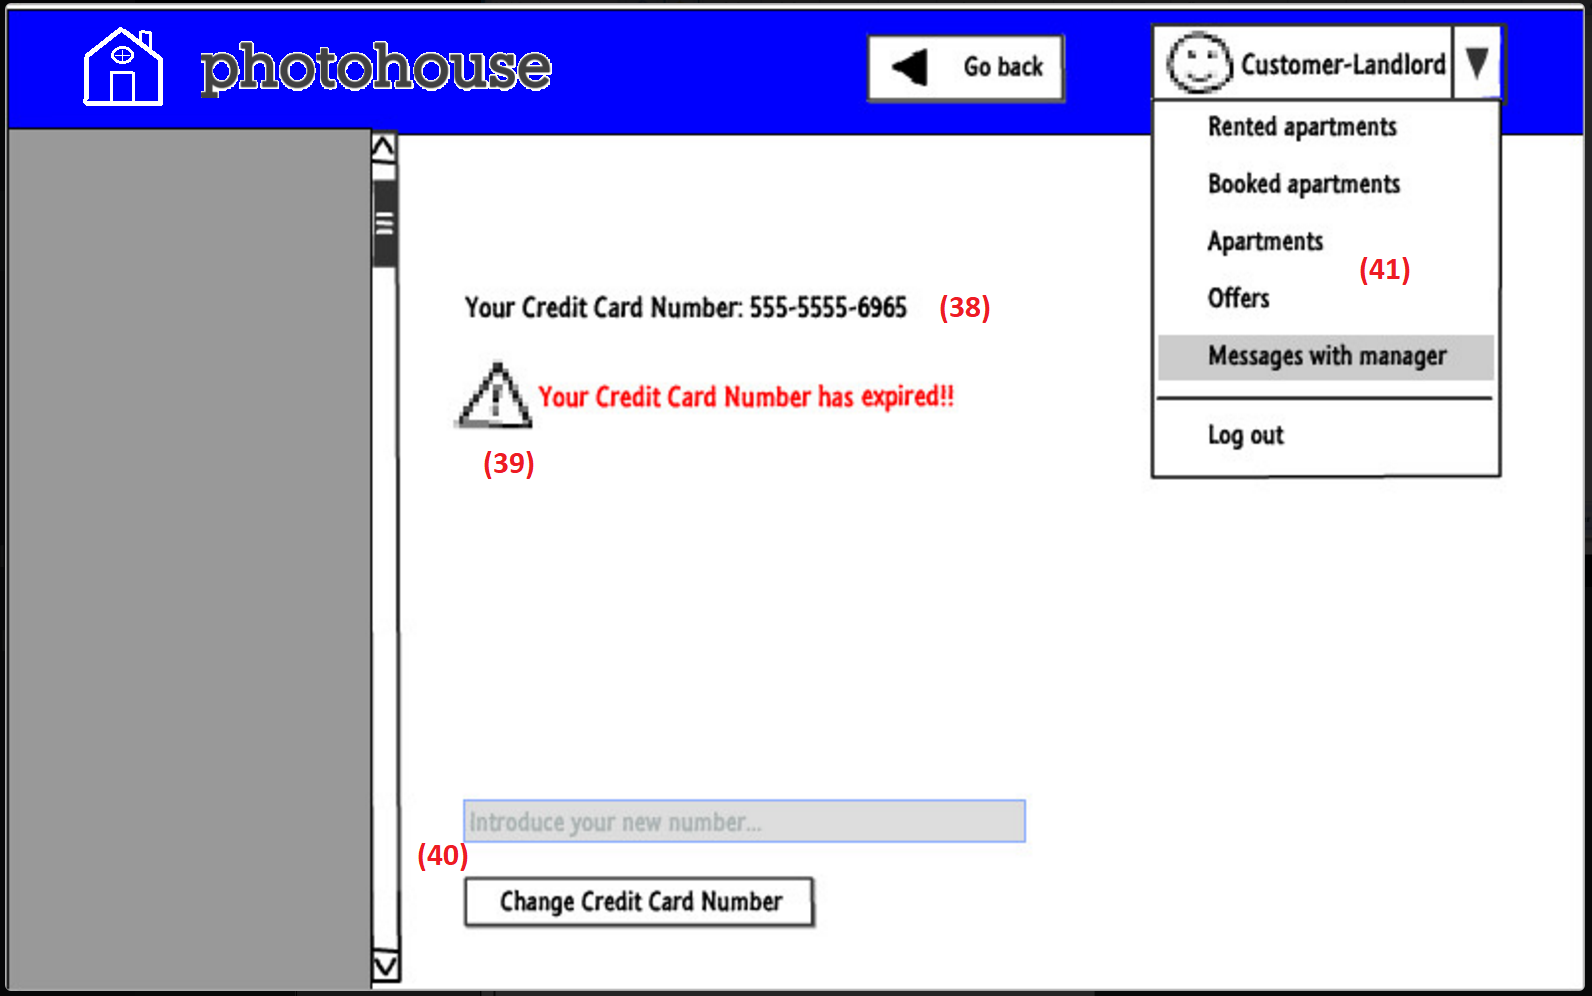 photohouse
Go back
Customer-Landlord
Rented apartments
Booked apartments
Apartments
(41)
Offers
Messages with manager
Log out
Your Credit Card Number: 555-5555-6965 (38)
Your Credit Card Number has expired!!
(39)
Introduce your new number...
(40)
Change Credit Card Number